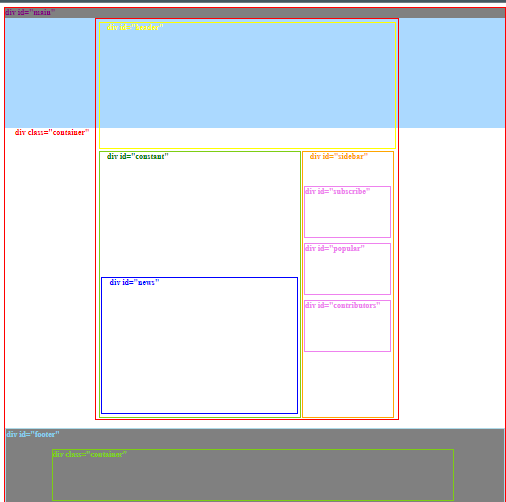 div id="main"
div id="header"
div class="container"
div id="constant"
div id="sidebar"
div id="subscribe"
div id="popular"
div id="news"
div id="contributors"
div id="footer"
div class="container"